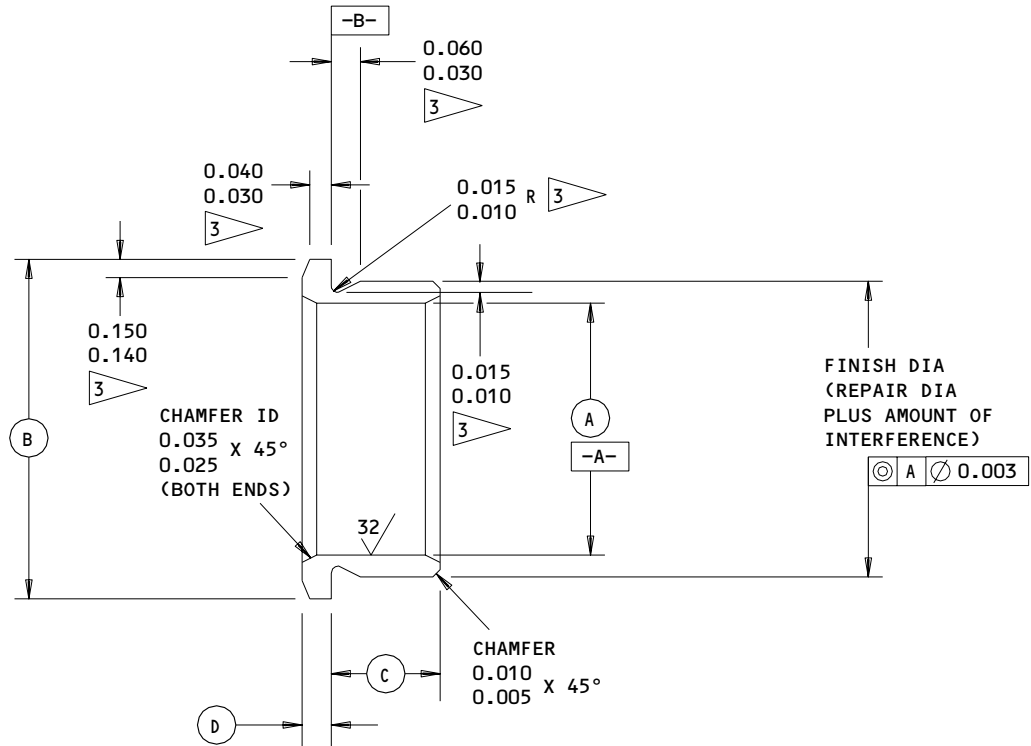 -B-
0.060
0.030
3
0.040
0.030
3
0.015
0.010 R 3
0.150
0.140
3
0.015
0.010
3
FINISH DIA
(REPAIR DIA
PLUS AMOUNT OF
INTERFERENCE)
◎ A ∅ 0.003
B
CHAMFER ID
0.035
0.025 X 45°
(BOTH ENDS)
A
-A-
32
CHAMFER
0.010
0.005 X 45°
C
D